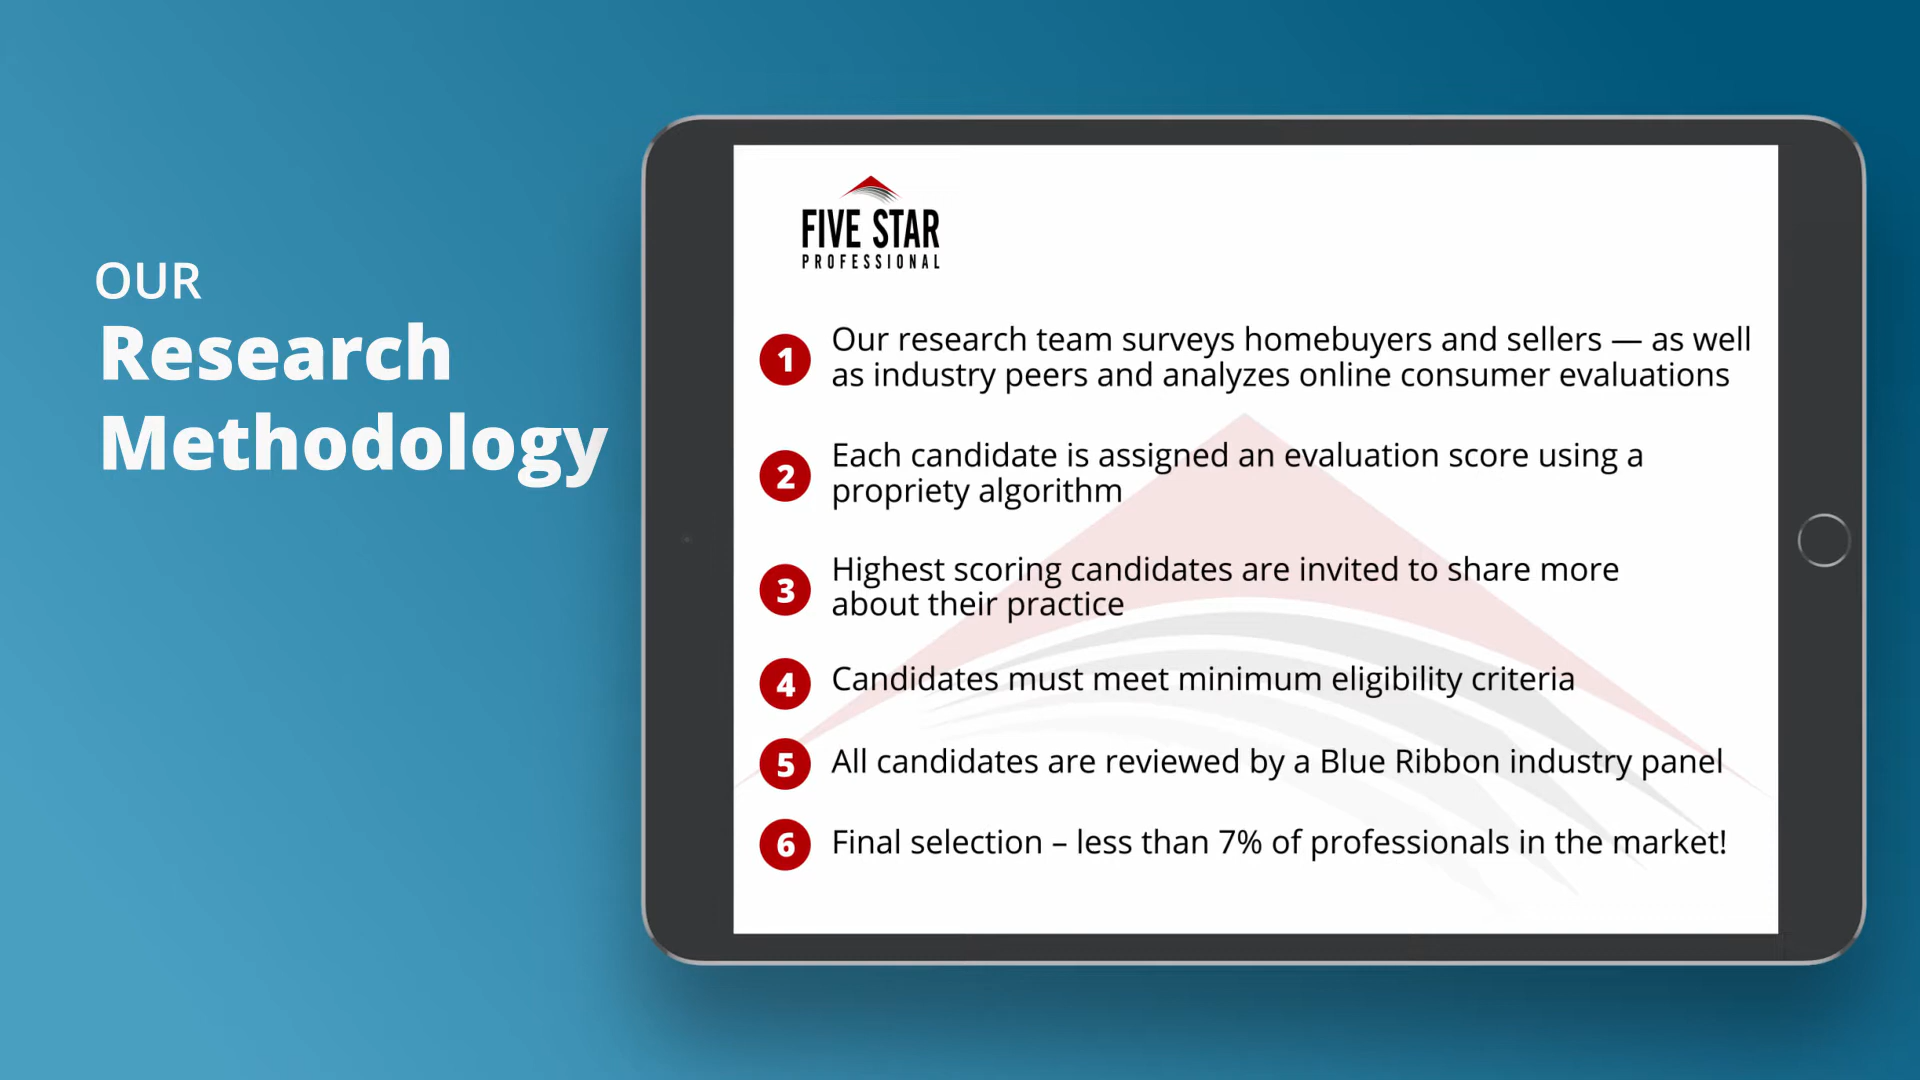 OUR
Research
Methodology
FIVE STAR
PROFESSIONAL
1 Our research team surveys homebuyers and sellers — as well
as industry peers and analyzes online consumer evaluations
2 Each candidate is assigned an evaluation score using a
propriety algorithm
3 Highest scoring candidates are invited to share more
about their practice
4 Candidates must meet minimum eligibility criteria
5 All candidates are reviewed by a Blue Ribbon industry panel
6 Final selection – less than 7% of professionals in the market!